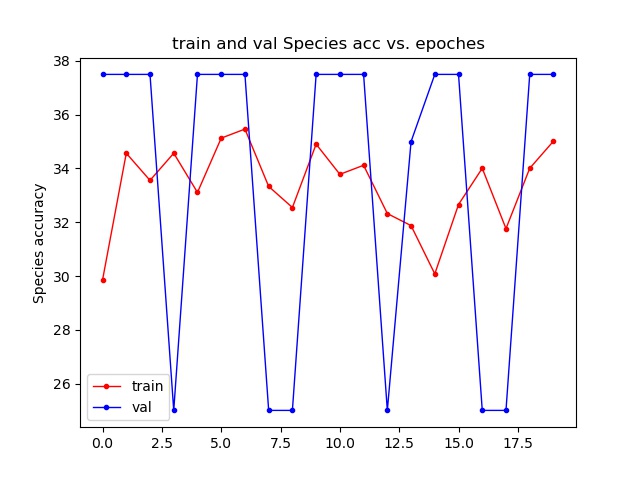 train and val Species acc vs. epoches
Species accuracy
38
36
34
32
30
28
26
train
val
0.0 2.5 5.0 7.5 10.0 12.5 15.0 17.5